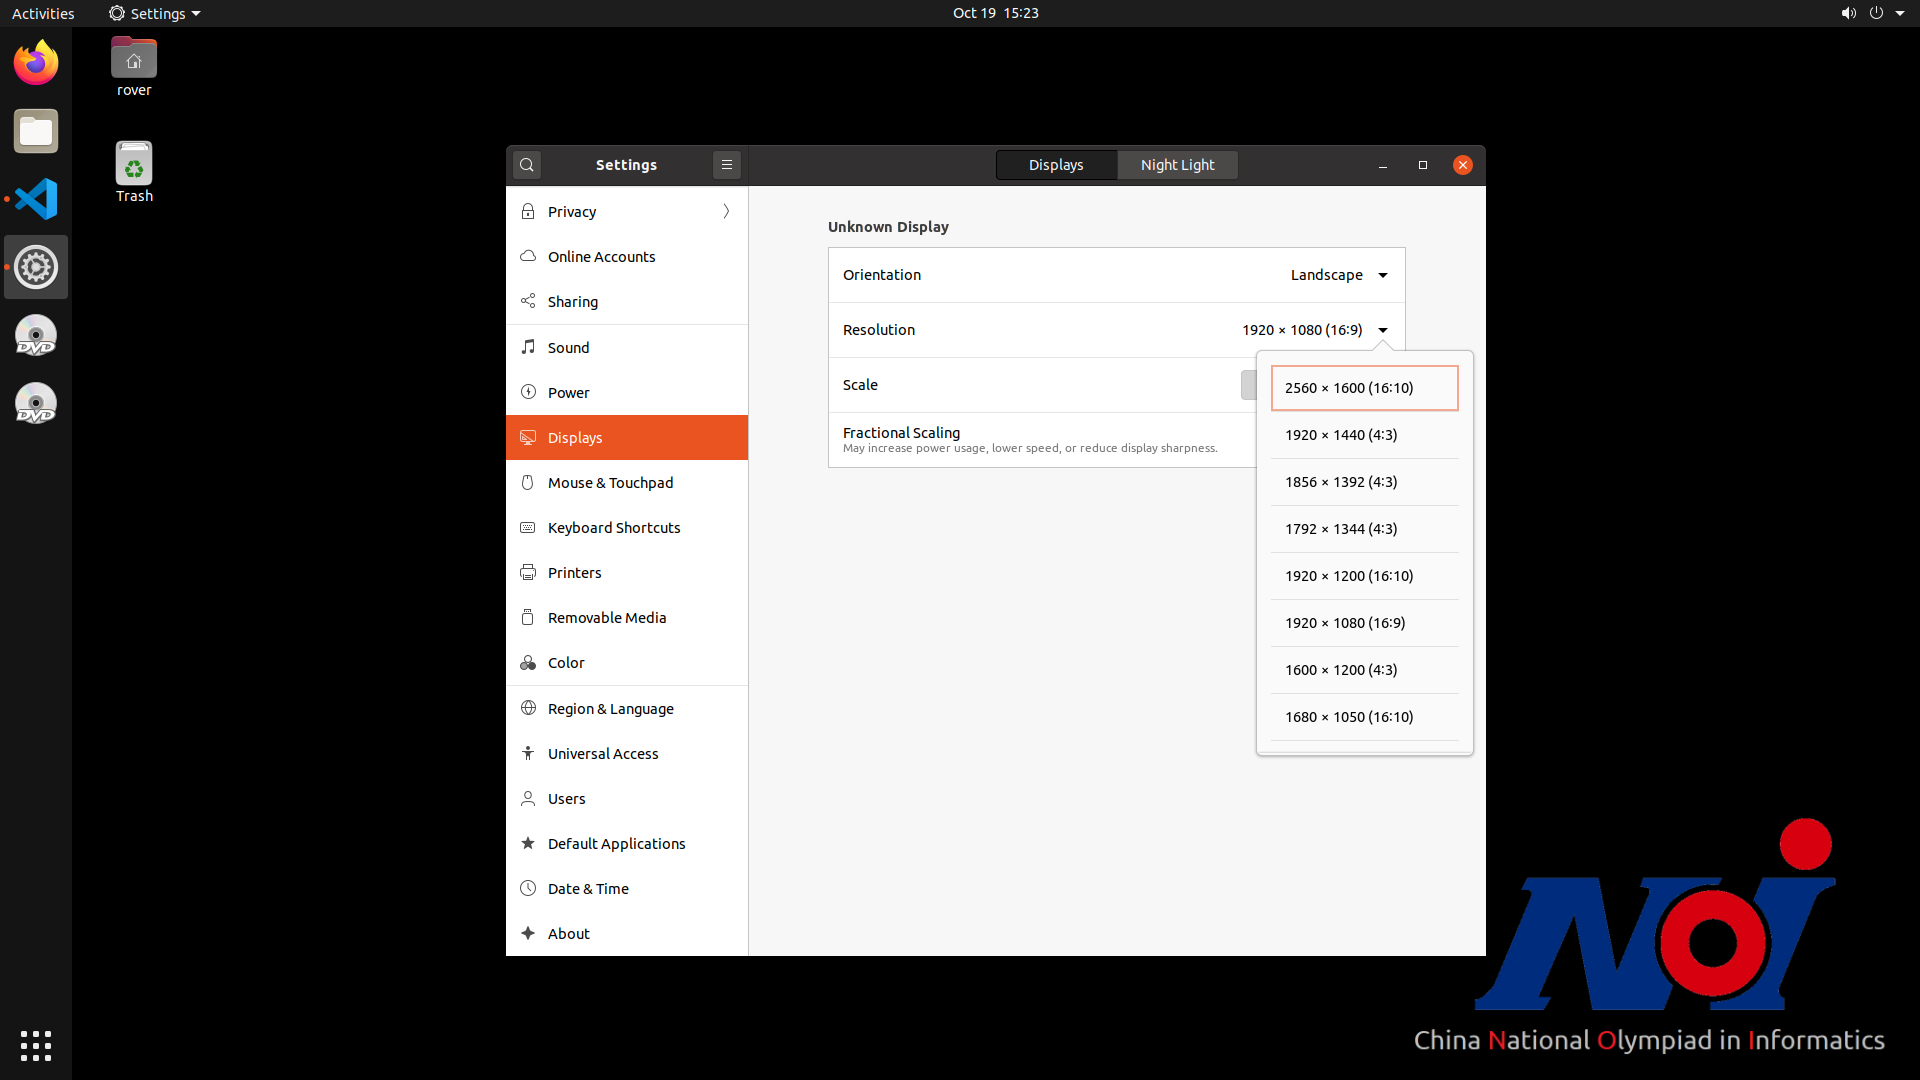 Activities
Settings
Oct 19 15:23
rover
Trash
Settings
Displays
Night Light
Privacy
Online Accounts
Sharing
Sound
Power
Displays
Mouse & Touchpad
Keyboard Shortcuts
Printers
Removable Media
Color
Region & Language
Universal Access
Users
Default Applications
Date & Time
About
Unknown Display
Orientation
Landscape
Resolution
1920 × 1080 (16:9)
Scale
Fractional Scaling
May increase power usage, lower speed, or reduce display sharpness.
2560 × 1600 (16:10)
1920 × 1440 (4:3)
1856 × 1392 (4:3)
1792 × 1344 (4:3)
1920 × 1200 (16:10)
1920 × 1080 (16:9)
1600 × 1200 (4:3)
1680 × 1050 (16:10)
DVD
DVD
NOI
China National Olympiad in Informatics